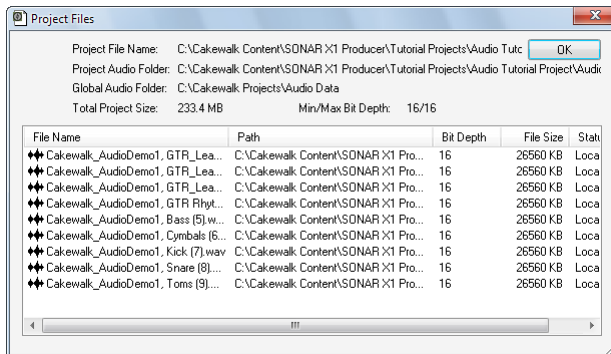 Project Files
Project File Name: C:\Cakewalk Content\SONAR X1 Producer\Tutorial Projects\Audio Tutc
OK
Project Audio Folder: C:\Cakewalk Content\SONAR X1 Producer\Tutorial Projects\Audio Tutorial Project\Audic
Global Audio Folder: C:\Cakewalk Projects\Audio Data
Total Project Size: 233.4 MB Min/Max Bit Depth: 16/16
File Name Path Bit Depth File Size Statu
Cakewalk_AudioDemo1, GTR_Lea... C:\Cakewalk Content\SONAR X1 Pro... 16 26560 KB Loca
Cakewalk_AudioDemo1, GTR_Lea... C:\Cakewalk Content\SONAR X1 Pro... 16 26560 KB Loca
Cakewalk_AudioDemo1, GTR_Lea... C:\Cakewalk Content\SONAR X1 Pro... 16 26560 KB Loca
Cakewalk_AudioDemo1, GTR Rhyt... C:\Cakewalk Content\SONAR X1 Pro... 16 26560 KB Loca
Cakewalk_AudioDemo1, Bass (5).w... C:\Cakewalk Content\SONAR X1 Pro... 16 26560 KB Loca
Cakewalk_AudioDemo1, Cymbals (6... C:\Cakewalk Content\SONAR X1 Pro... 16 26560 KB Loca
Cakewalk_AudioDemo1, Kick (7).wav C:\Cakewalk Content\SONAR X1 Pro... 16 26560 KB Loca
Cakewalk_AudioDemo1, Snare (8).... C:\Cakewalk Content\SONAR X1 Pro... 16 26560 KB Loca
Cakewalk_AudioDemo1, Toms (9).... C:\Cakewalk Content\SONAR X1 Pro... 16 26560 KB Loca